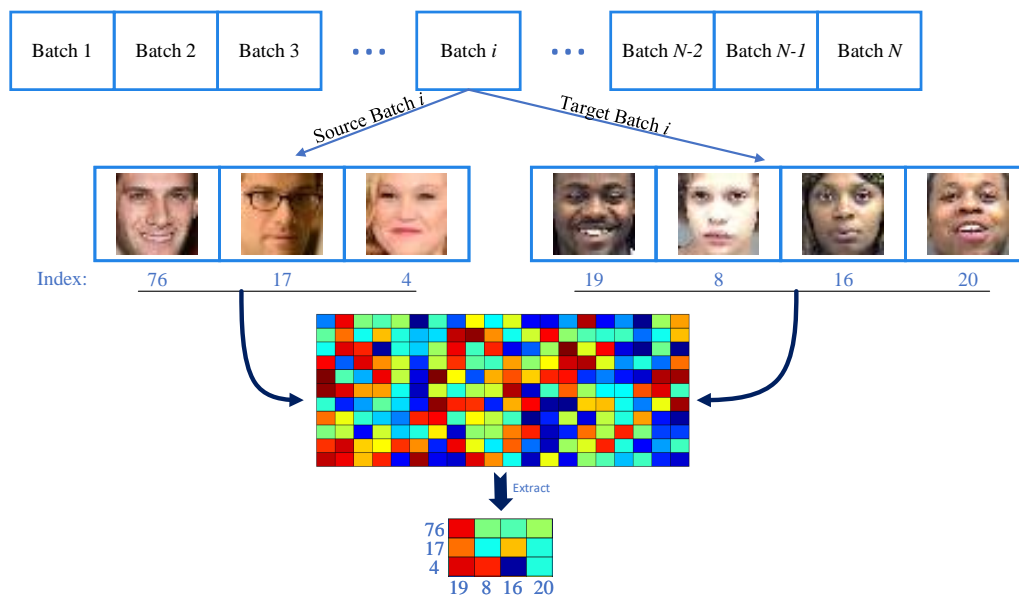 Batch 1 Batch 2 Batch 3 Batch i Batch N-2 Batch N-1 Batch N
Source Batch i
Target Batch i
Index: 76 17 4 19 8 16 20
Extract
76
17
4
19 8 16 20